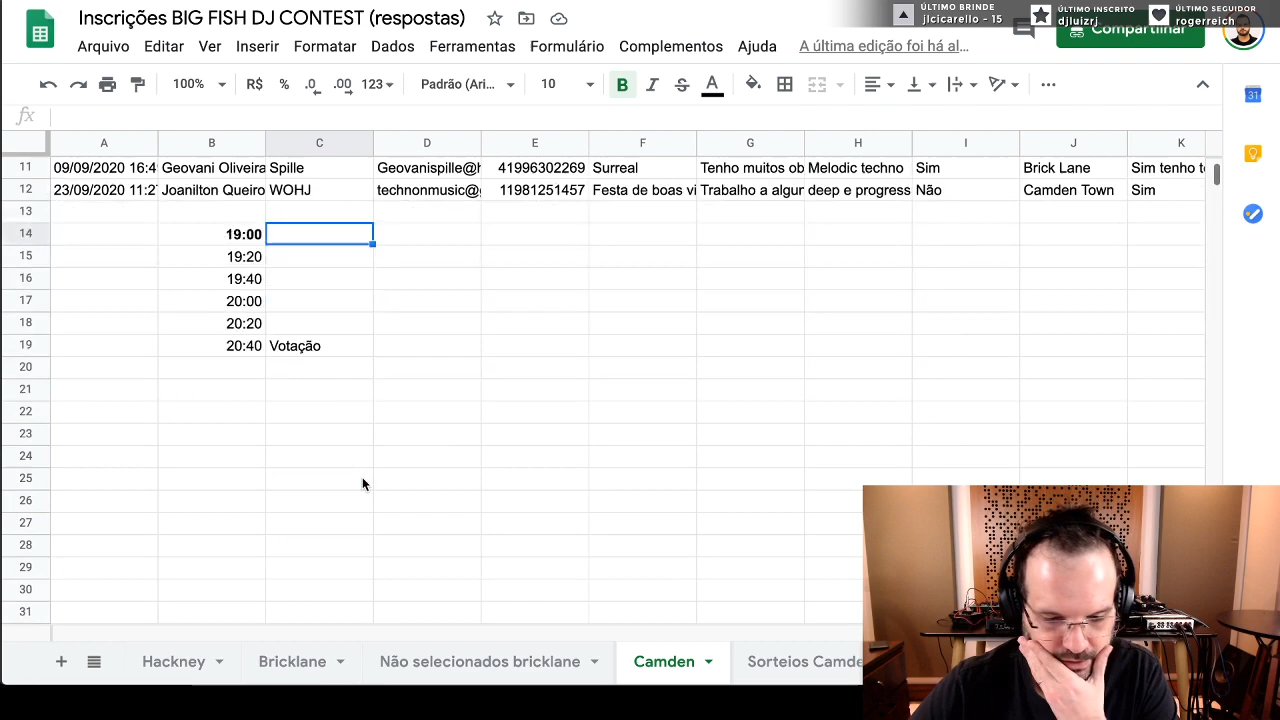 Inscrições BIG FISH DJ CONTEST (respostas)
ÚLTIMO BRINDE
jlcicarello - 15
ÚLTIMO INSCRITO
djluizrj
ÚLTIMO SEGUIDOR
rogerreich
Compartilhar
Arquivo Editar Ver Inserir Formatar Dados Ferramentas Formulário Complementos Ajuda A última edição foi há al...
100% R$ % .0 .00 123 Padrão (Ari... 10 B I S A
fx
31
A B C D E F G H I J K
11 09/09/2020 16:4 Geovani Oliveira Spille Geovanispille@h 41996302269 Surreal Tenho muitos ob Melodic techno Sim Brick Lane Sim tenho t
12 23/09/2020 11:2 Joanilton Queiro WOHJ technonmusic@ 11981251457 Festa de boas vi Trabalho a algur deep e progress Não Camden Town Sim
13
14 19:00
15 19:20
16 19:40
17 20:00
18 20:20
19 20:40 Votação
20
21
22
23
24
25
26
27
28
29
30
31
+ Hackney Bricklane Não selecionados bricklane Camden Sorteios Camde